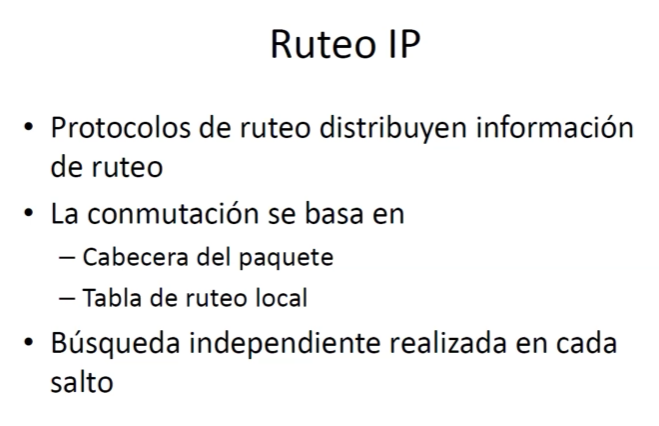 Ruteo IP
• Protocolos de ruteo distribuyen información
de ruteo
• La conmutación se basa en
– Cabecera del paquete
– Tabla de ruteo local
• Búsqueda independiente realizada en cada
salto